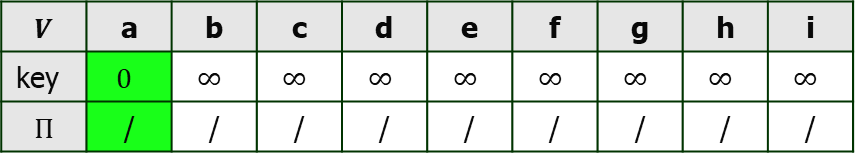 V a b c d e f g h i
key 0 ∞ ∞ ∞ ∞ ∞ ∞ ∞ ∞
Π / / / / / / / / /